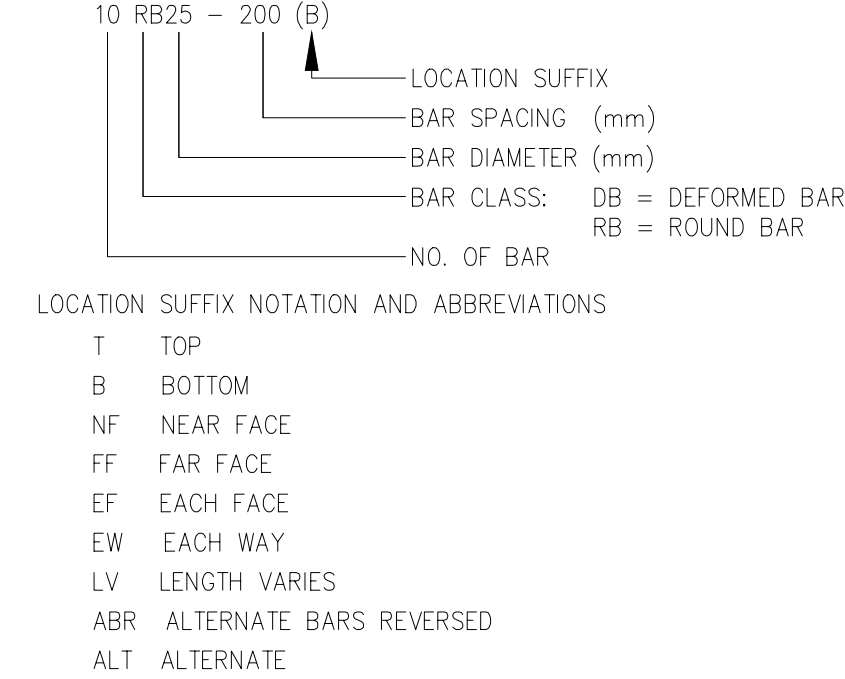 10 RB25 - 200 (B)
LOCATION SUFFIX
BAR SPACING (mm)
BAR DIAMETER (mm)
BAR CLASS: DB = DEFORMED BAR
RB = ROUND BAR
NO. OF BAR
LOCATION SUFFIX NOTATION AND ABBREVIATIONS
T TOP
B BOTTOM
NF NEAR FACE
FF FAR FACE
EF EACH FACE
EW EACH WAY
LV LENGTH VARIES
ABR ALTERNATE BARS REVERSED
ALT ALTERNATE